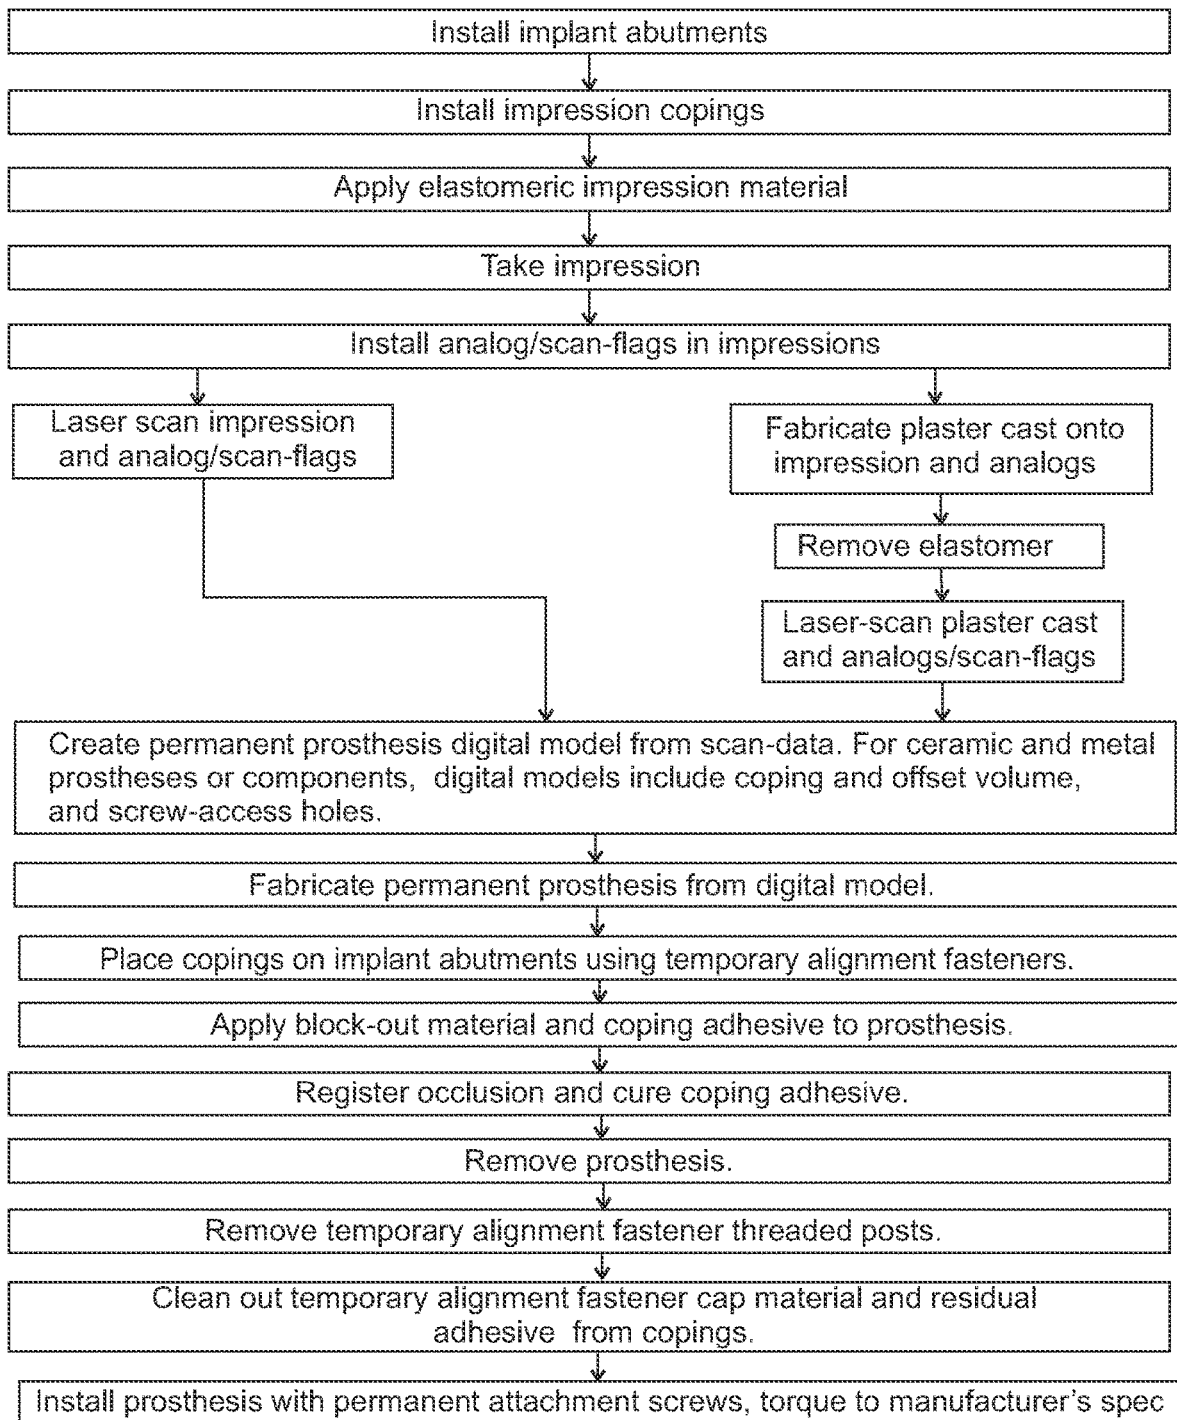 Install implant abutments
Install impression copings
Apply elastomeric impression material
Take impression
Install analog/scan-flags in impressions
Laser scan impression
and analog/scan-flags
Fabricate plaster cast onto
impression and analogs
Remove elastomer
Laser-scan plaster cast
and analogs/scan-flags
Create permanent prosthesis digital model from scan-data. For ceramic and metal
prostheses or components, digital models include coping and offset volume,
and screw-access holes.
Fabricate permanent prosthesis from digital model.
Place copings on implant abutments using temporary alignment fasteners.
Apply block-out material and coping adhesive to prosthesis.
Register occlusion and cure coping adhesive.
Remove prosthesis.
Remove temporary alignment fastener threaded posts.
Clean out temporary alignment fastener cap material and residual
adhesive from copings.
Install prosthesis with permanent attachment screws, torque to manufacturer's spec